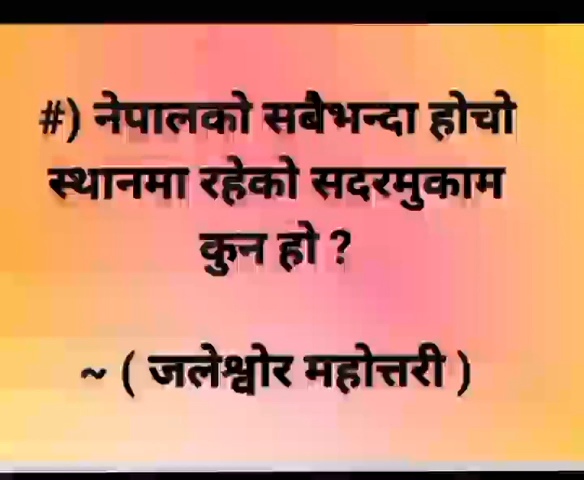 #) नेपालको सबैभन्दा होचो
स्थानमा रहेको सदरमुकाम
कुन हो ?
~ ( जलेश्वोर महोत्तरी )